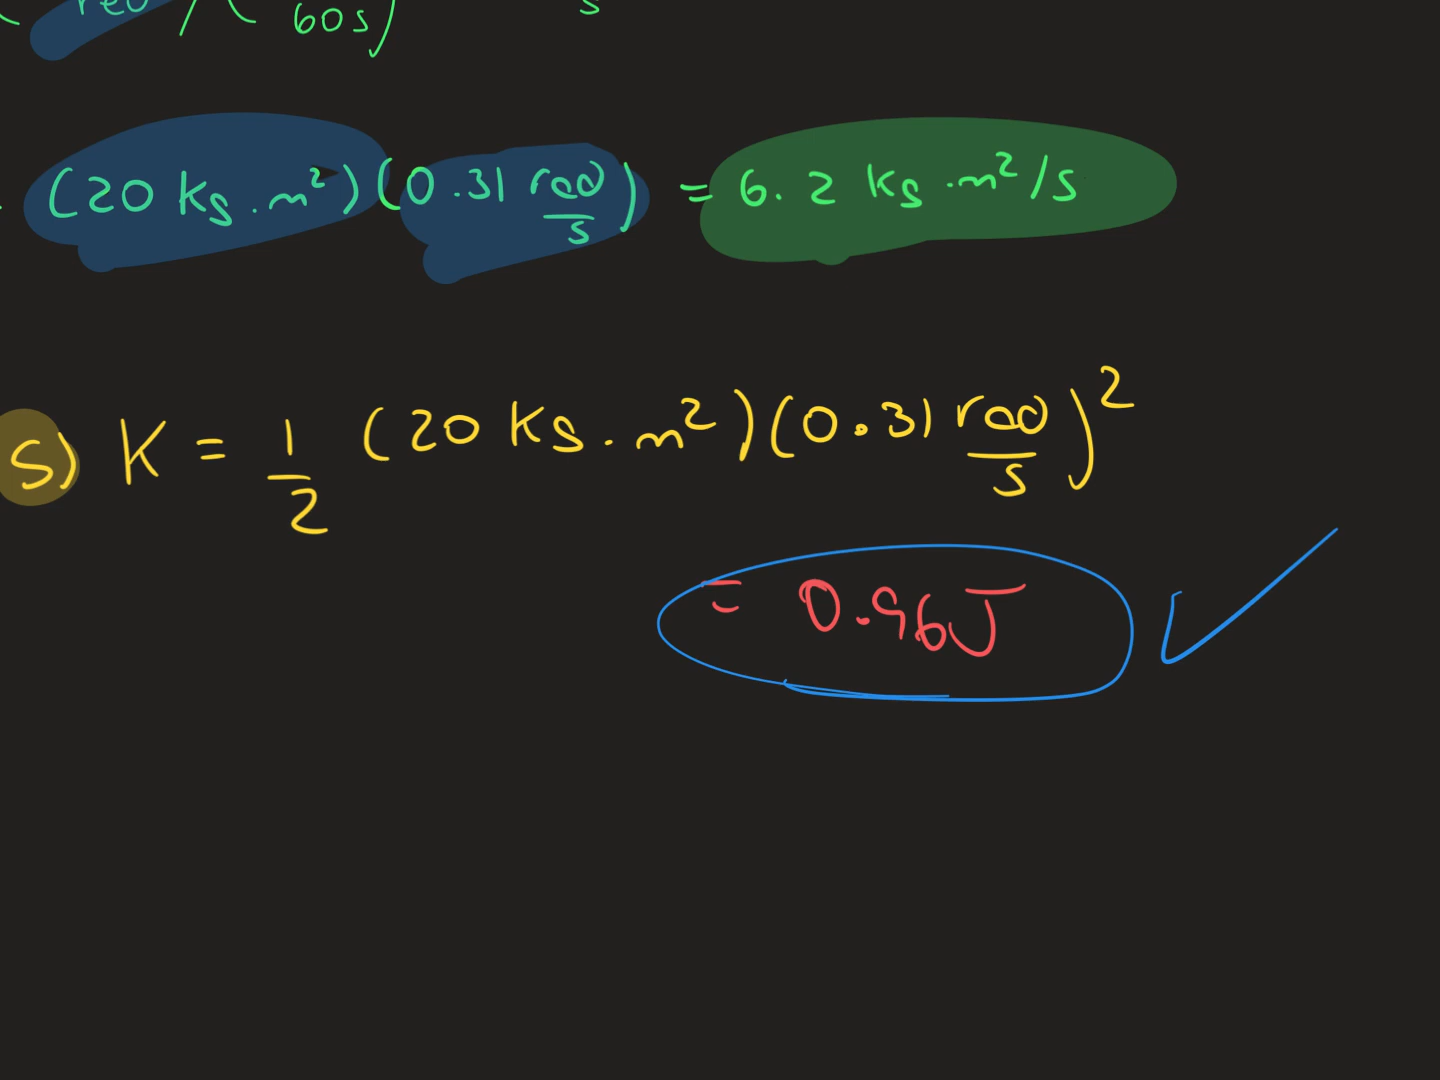 60s) s
(20 kg.m²)(0.31 rad/s) = 6.2 kg.m²/s
s) K = 1/2 (20 kg.m²)(0.31 rad/s)²
= 0.96J